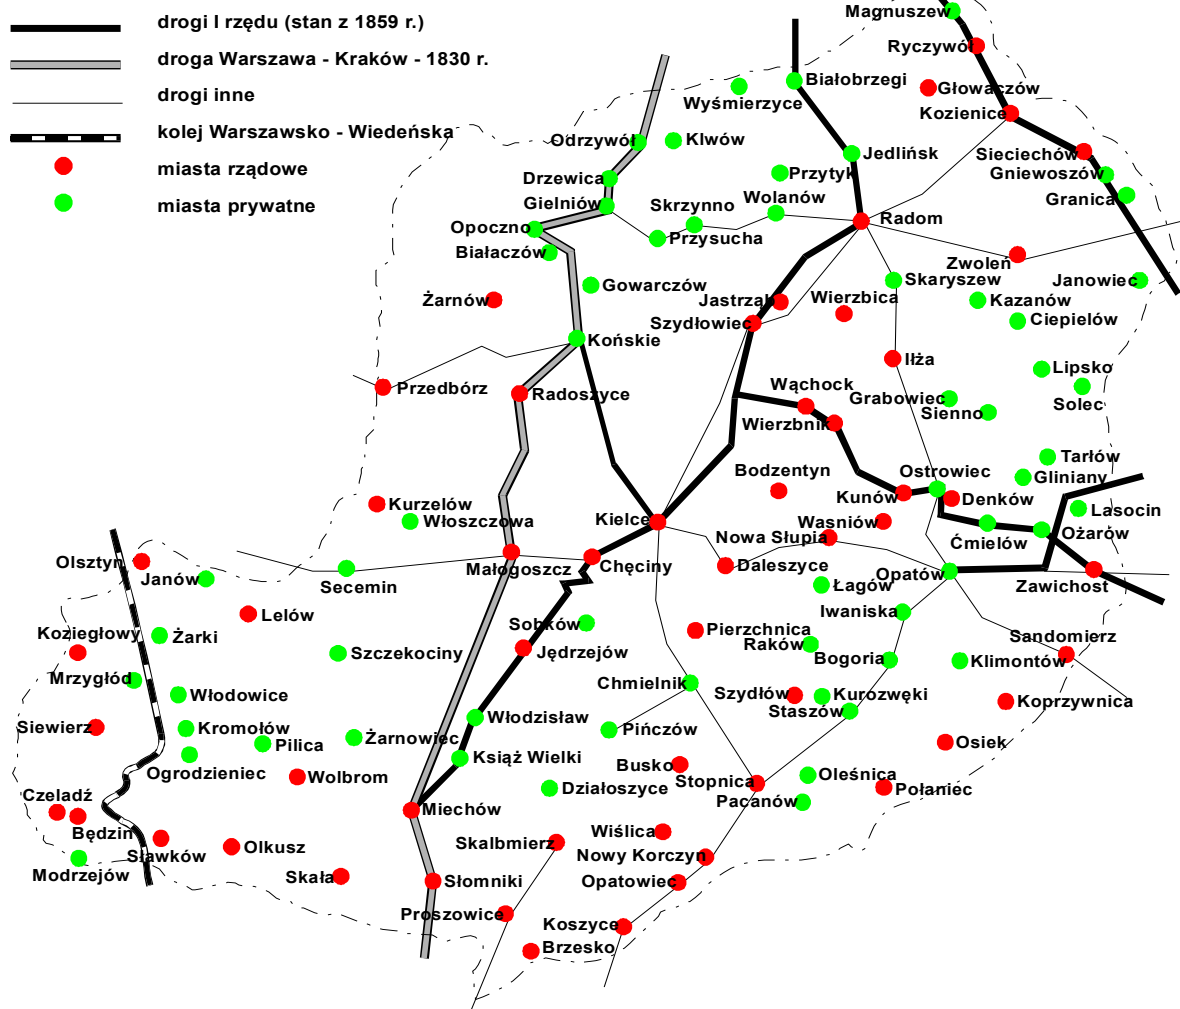 drogi I rzędu (stan z 1859 r.)
droga Warszawa - Kraków - 1830 r.
drogi inne
kolej Warszawsko - Wiedeńska
miasta rządowe
miasta prywatne
Magnuszew
Ryczywół
Białobrzegi
Głowaczów
Wyśmierzyce
Kozienice
Odrzywół
Klwów
Jedlińsk
Sieciechów
Gniewoszów
Drzewica
Przytyk
Granica
Gielniów
Skrzynno
Wolanów
Radom
Opoczno
Przysucha
Białaczów
Zwoleń
Gowarczów
Skaryszew
Janowiec
Żarnów
Jastrząb
Wierzbica
Kazanów
Szydłowiec
Ciepielów
Końskie
Iłża
Przedbórz
Radoszyce
Wąchock
Lipsko
Grabowiec
Sienno
Solec
Wierzbnik
Tarłów
Bodzentyn
Ostrowiec
Gliniany
Kurzelów
Kunów
Denków
Lasocin
Włoszczowa
Kielce
Wasniów
Nowa Słupia
Ćmielów
Ożarów
Olsztyn
Janów
Małogoszcz
Chęciny
Daleszyce
Opatów
Secemin
Łagów
Zawichost
Lelów
Iwaniska
Koziegłowy
Żarki
Sobków
Pierzchnica
Raków
Sandomierz
Szczekociny
Jędrzejów
Bogoria
Klimontów
Mrzygłód
Włodowice
Chmielnik
Szydłów
Kurozwęki
Koprzywnica
Staszów
Siewierz
Kromołów
Włodzisław
Pińczów
Pilica
Żarnowiec
Osiek
Ogrodzieniec
Wolbrom
Książ Wielki
Busko
Stopnica
Oleśnica
Działoszyce
Pacanów
Połaniec
Czeladź
Miechów
Będzin
Wiślica
Sławków
Olkusz
Skalbmierz
Nowy Korczyn
Modrzejów
Skała
Słomniki
Opatowiec
Proszowice
Koszyce
Brzesko